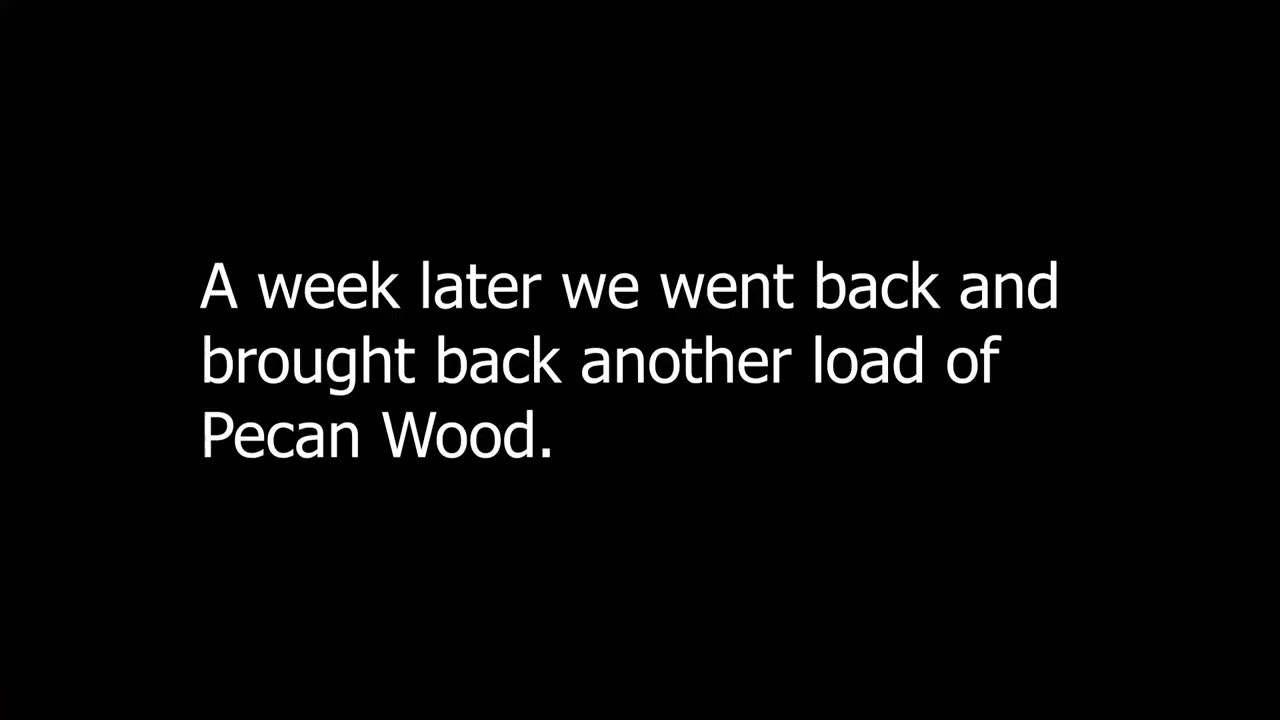 A week later we went back and
brought back another load of
Pecan Wood.